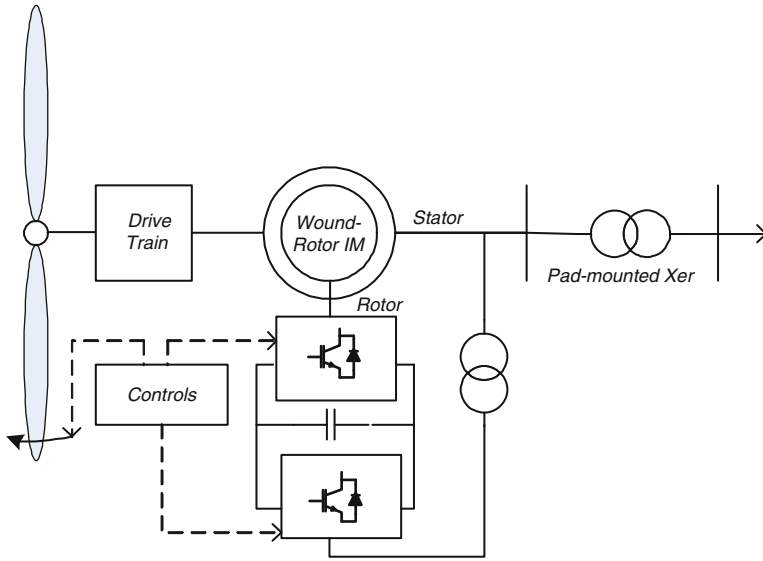 Drive
Train
Wound-
Rotor IM
Stator
Pad-mounted Xer
Rotor
Controls